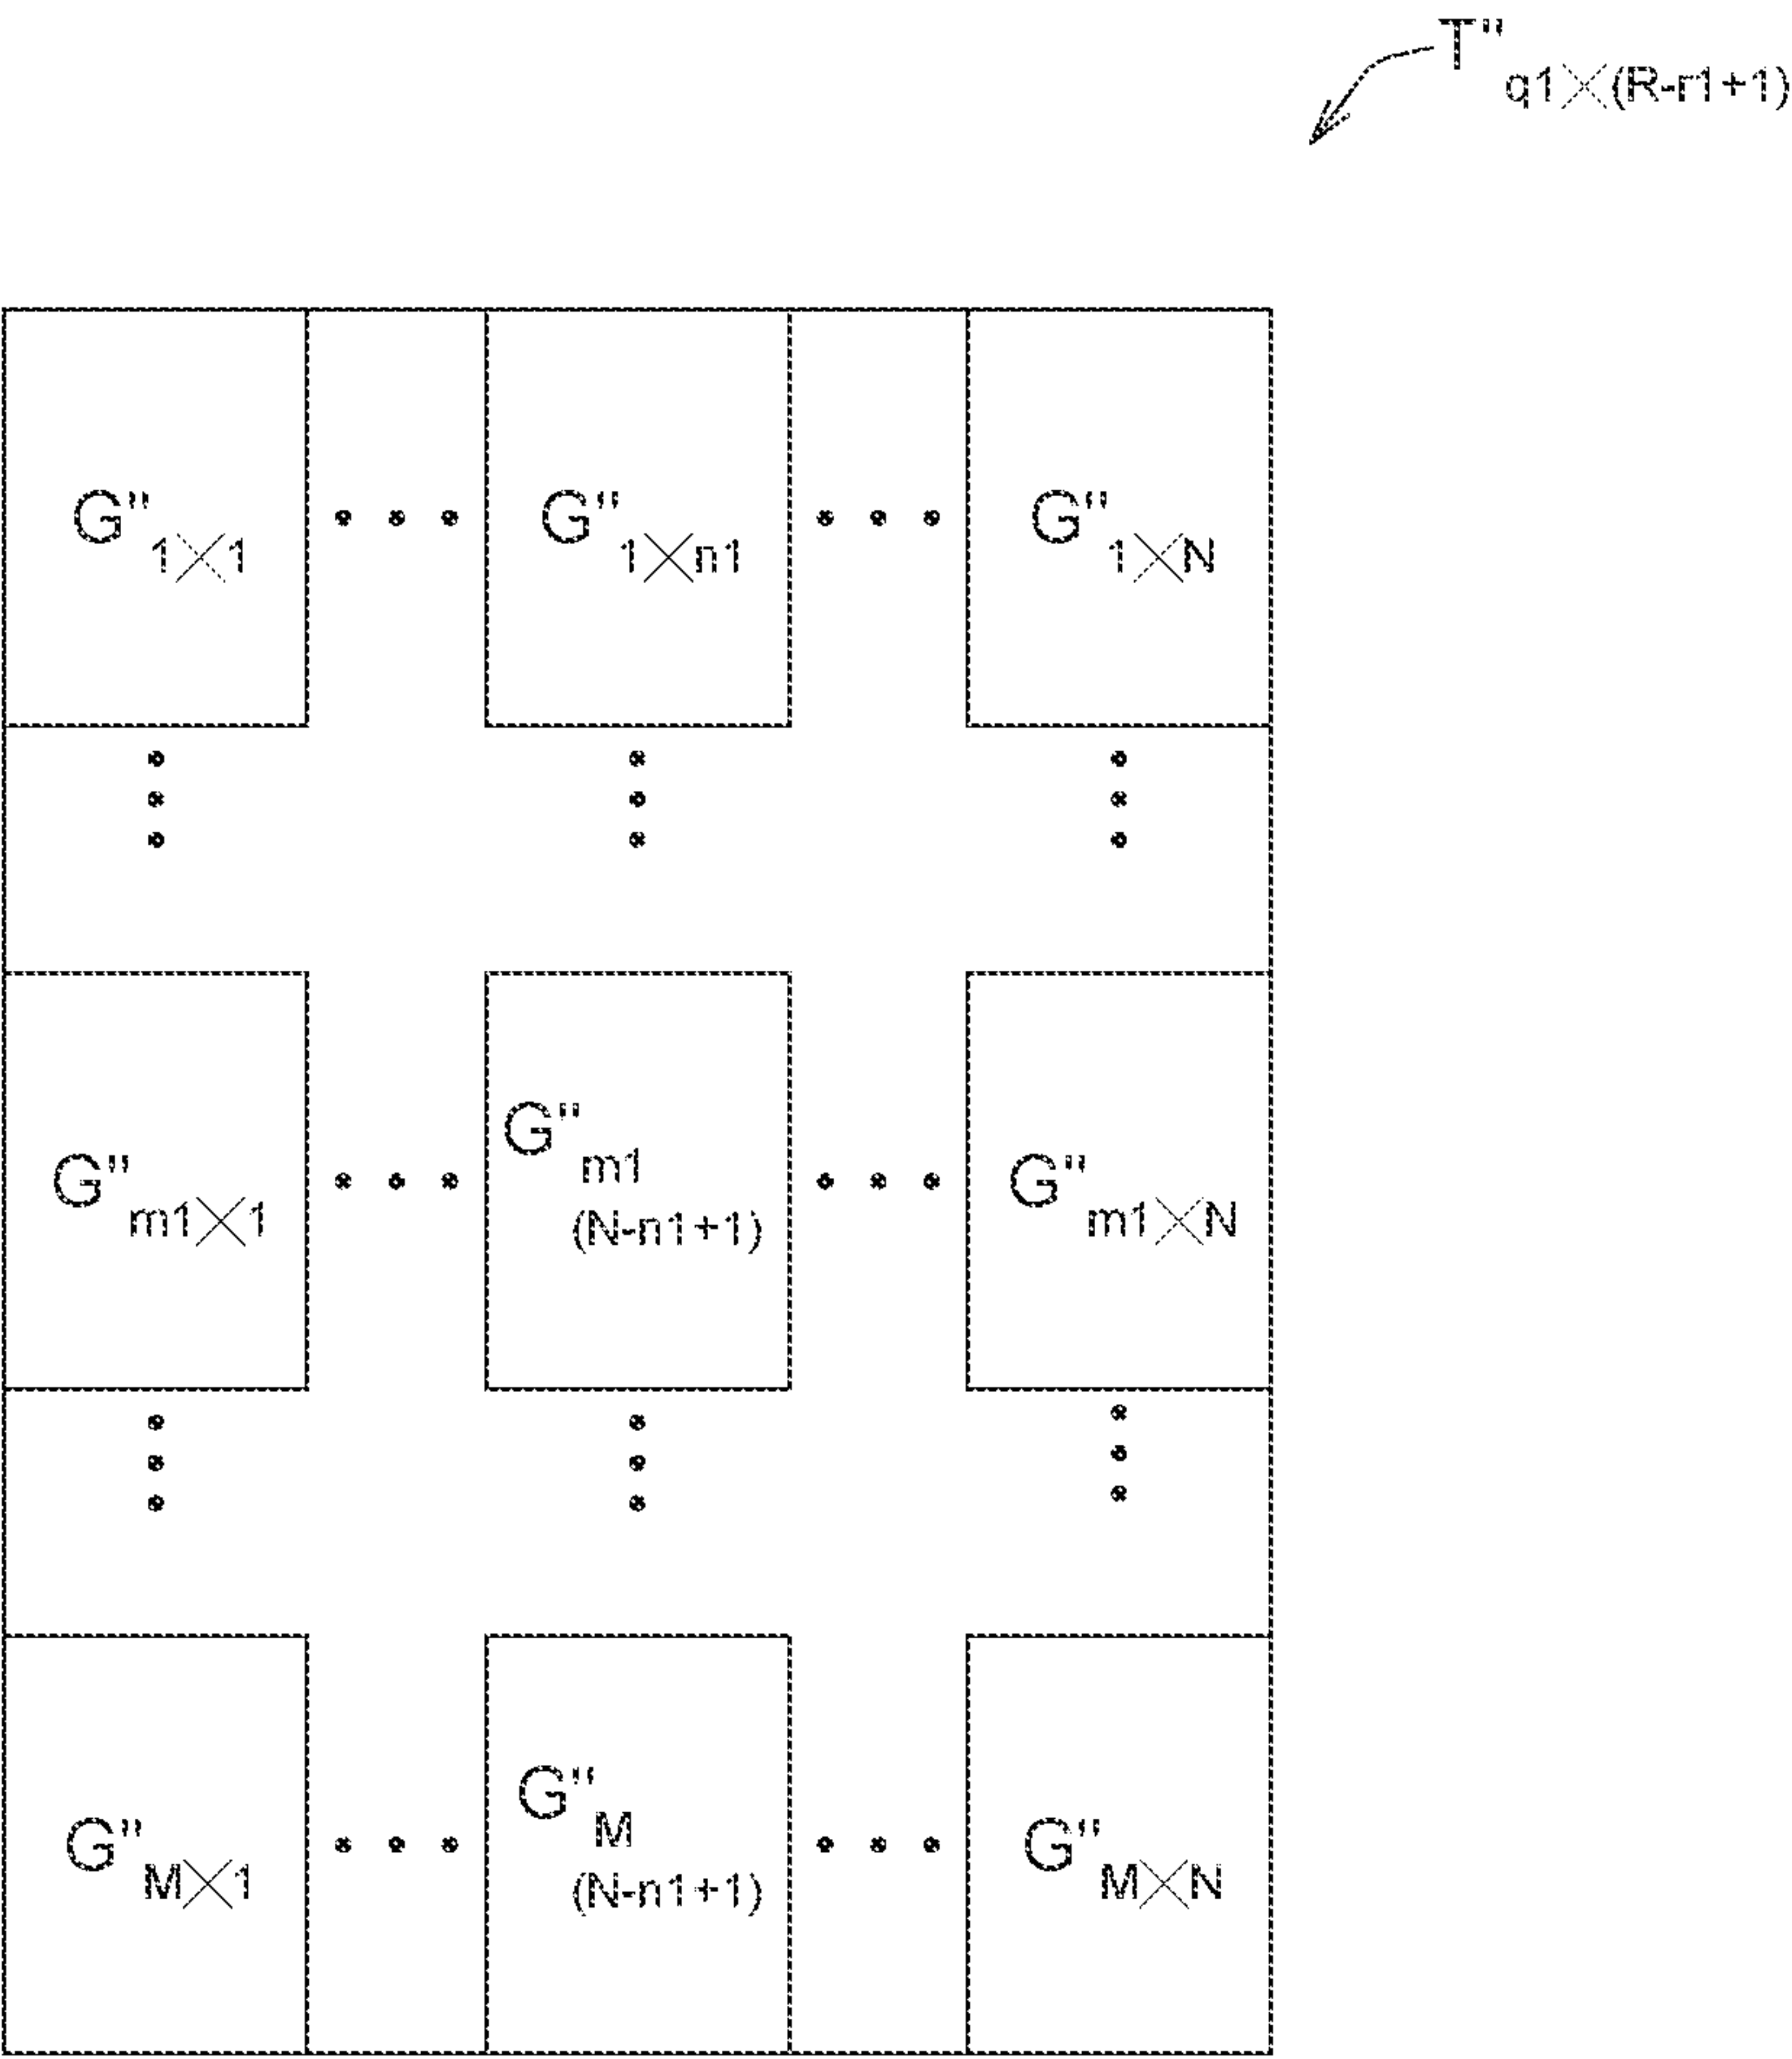 T"q1×(R-r1+1)
G"1×1 • • • G"1×n1 • • • G"1×N
G"m1×1 • • • G"m1 (N-n1+1) • • • G"m1×N
G"M×1 • • • G"M (N-n1+1) • • • G"M×N